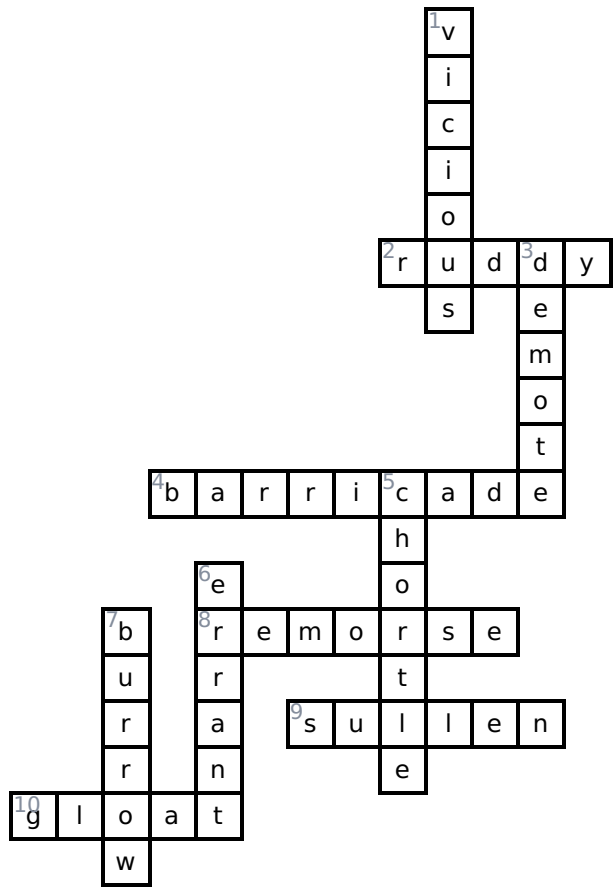 1 v
i
c
i
o
2 r u d 3 d y
s e
m
o
t
4 b a r r i 5 c a d e
h
6 e o
7 b 8 r e m o r s e
u r t
r a 9 s u l l e n
r n e
10 g l o a t
w